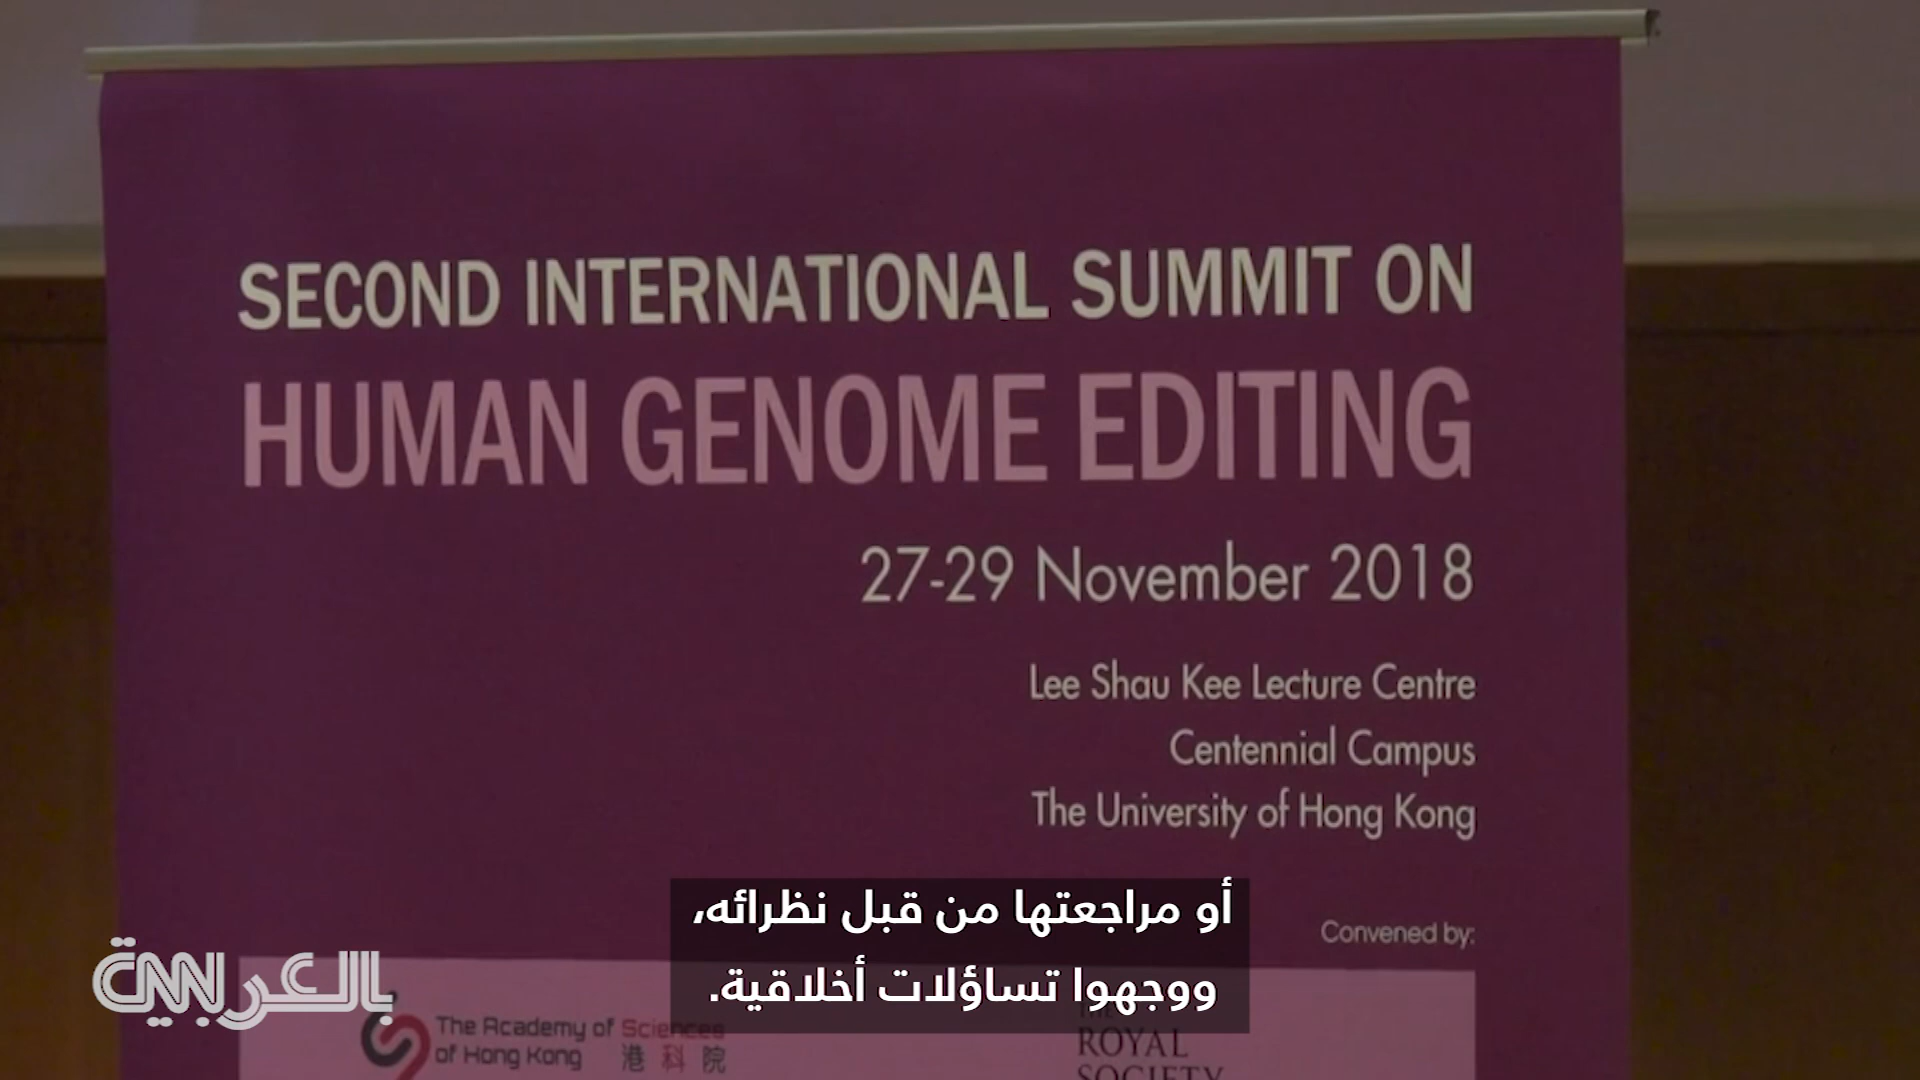 SECOND INTERNATIONAL SUMMIT ON
HUMAN GENOME EDITING
27-29 November 2018
Lee Shau Kee Lecture Centre
Centennial Campus
The University of Hong Kong
Convened by:
أو مراجعتها من قبل نظرائه،
ووجهوا تساؤلات أخلاقية.
CNN بالعربية
The Academy of Sciences
of Hong Kong 港科院
THE
ROYAL
SOCIETY